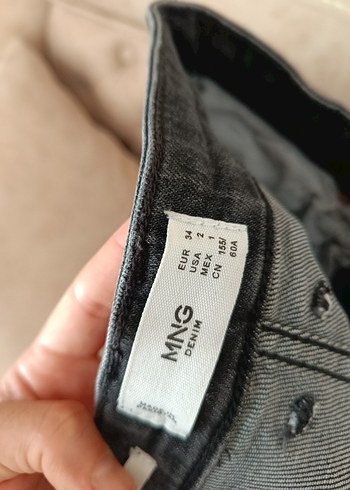 EUR 34
USA 2
MEX 1
CN 155/
60A
MNG
DENIM